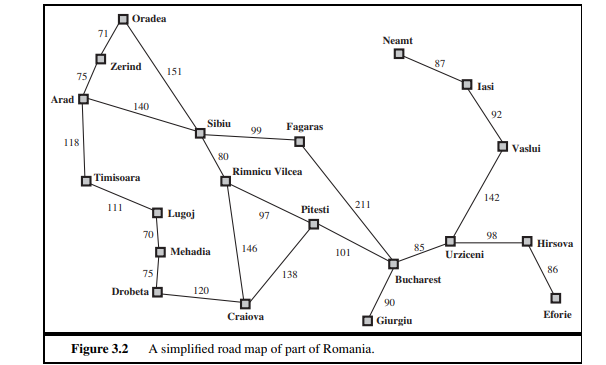 Oradea
71
Neamt
Zerind
87
151
75
Iasi
Arad
140
92
Sibiu
99
Fagaras
118
Vaslui
80
Timisoara
Rimnicu Vilcea
142
111
Lugoj
97
Pitesti
211
70
98
Hirsova
146
101
85
Urziceni
Mehadia
75
138
86
Bucharest
Drobeta
120
90
Craiova
Giurgiu
Eforie
Figure 3.2 A simplified road map of part of Romania.